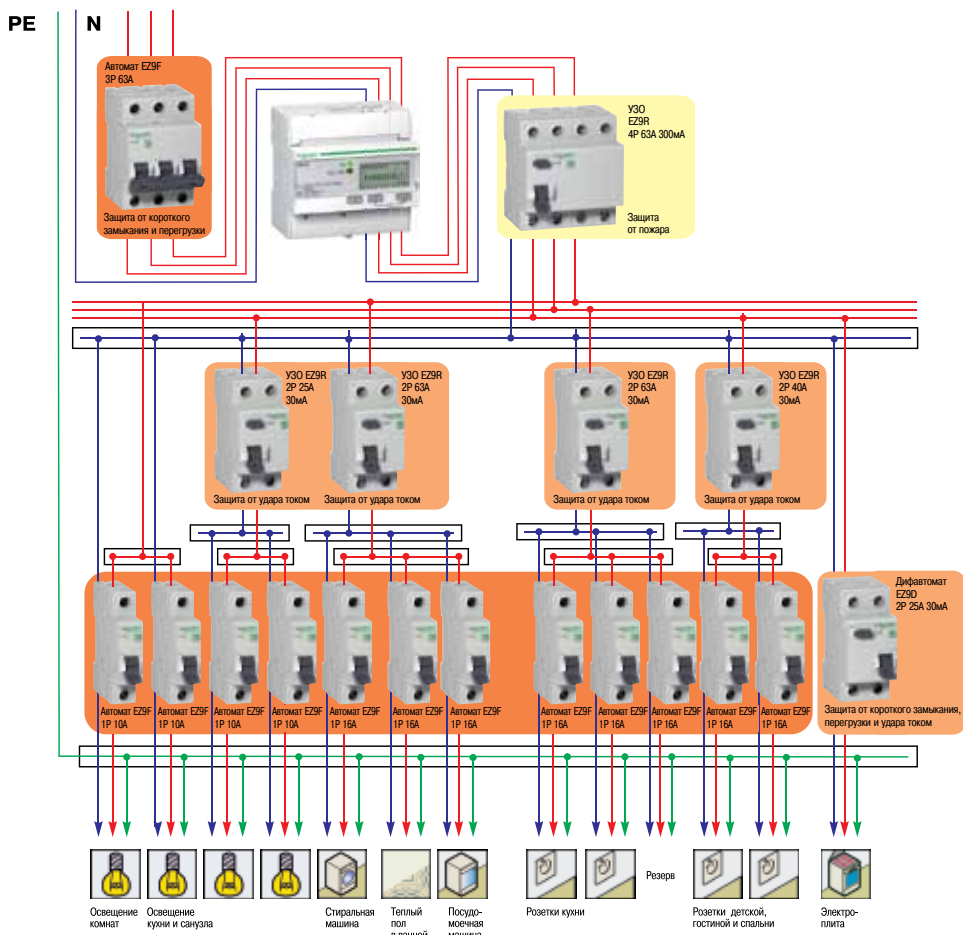 PE
N
Автомат EZ9F
3P 63A
Защита от короткого
замыкания и перегрузки
УЗО
EZ9R
4P 63A 300мА
Защита
от пожара
УЗО EZ9R
2P 25A
30мА
Защита от удара током
УЗО EZ9R
2P 63A
30мА
Защита от удара током
УЗО EZ9R
2P 63A
30мА
Защита от удара током
УЗО EZ9R
2P 40A
30мА
Защита от удара током
Дифавтомат
EZ9D
2P 25A 30мА
Защита от короткого замыкания,
перегрузки и удара током
Автомат EZ9F
1P 10A
Автомат EZ9F
1P 10A
Автомат EZ9F
1P 10A
Автомат EZ9F
1P 10A
Автомат EZ9F
1P 16A
Автомат EZ9F
1P 16A
Автомат EZ9F
1P 16A
Автомат EZ9F
1P 16A
Автомат EZ9F
1P 16A
Автомат EZ9F
1P 16A
Автомат EZ9F
1P 16A
Автомат EZ9F
1P 16A
Освещение
комнат
Освещение
кухни и санузла
Стиральная
машина
Теплый
пол
в ванной
Посудо-
моечная
машина
Розетки кухни
Резерв
Розетки детской,
гостиной и спальни
Электро-
плита